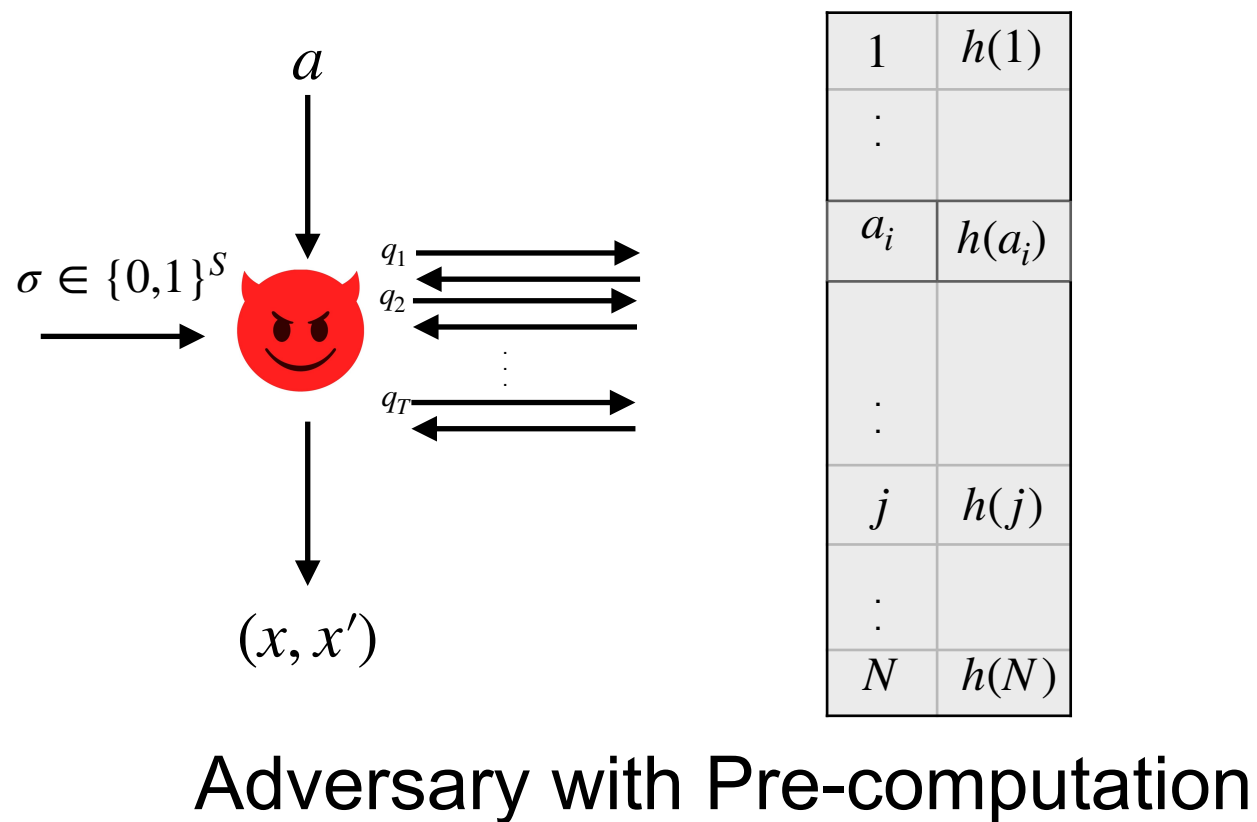 a
σ ∈ {0,1}^S
q_1
q_2
⋮
q_T
(x, x′)
1 h(1)
⋮
a_i h(a_i)
⋮
j h(j)
⋮
N h(N)
Adversary with Pre-computation